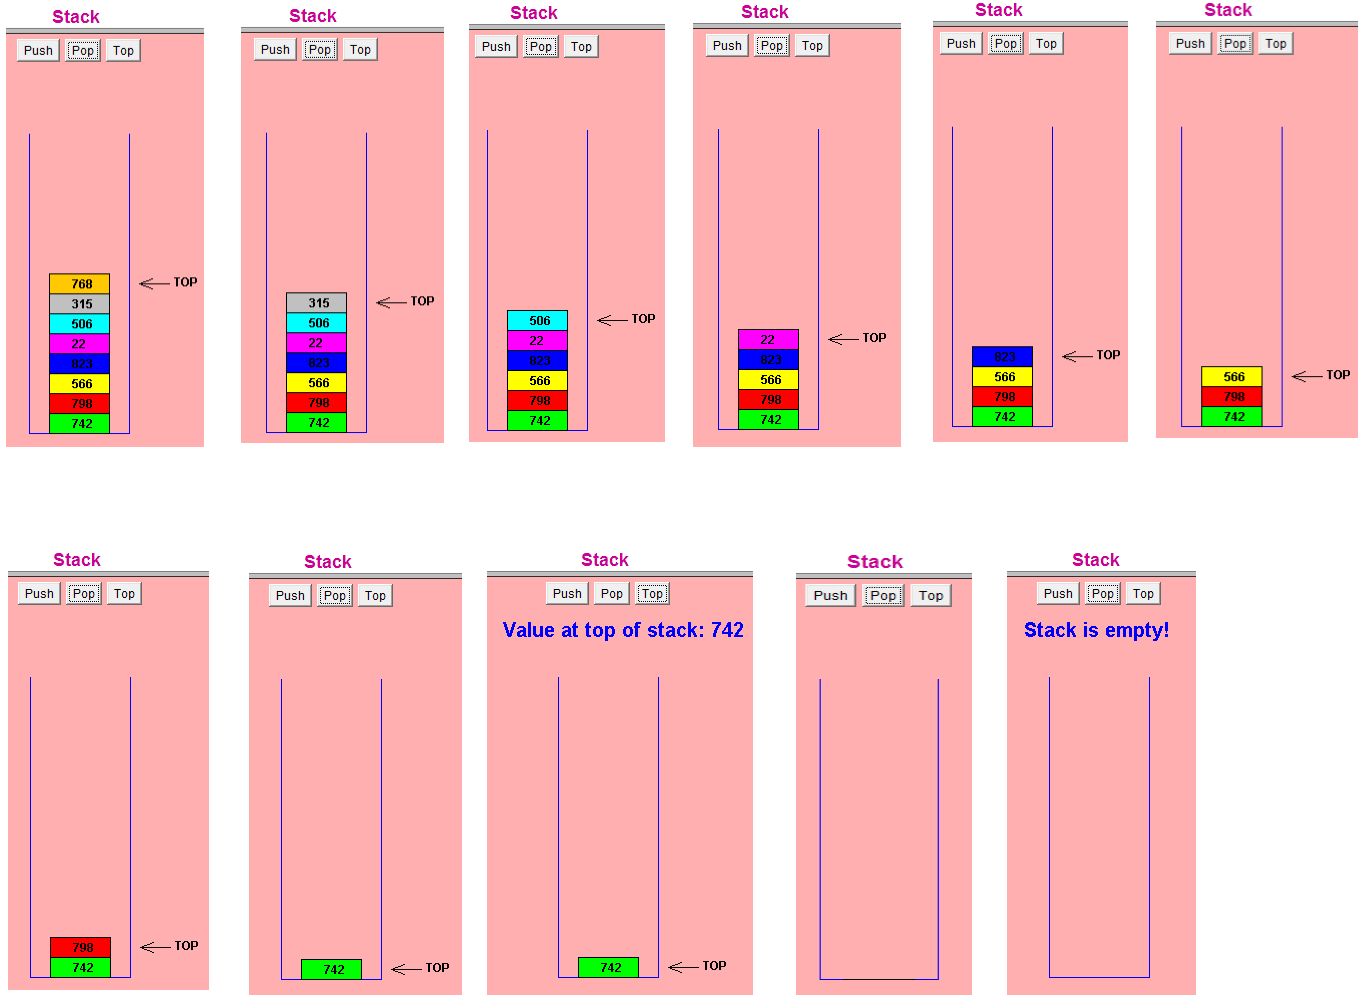 Stack
Push Pop Top
768 TOP
315
506
22
823
566
798
742
Stack
Push Pop Top
315 TOP
506
22
823
566
798
742
Stack
Push Pop Top
506 TOP
22
823
566
798
742
Stack
Push Pop Top
22 TOP
823
566
798
742
Stack
Push Pop Top
823 TOP
566
798
742
Stack
Push Pop Top
566 TOP
798
742
Stack
Push Pop Top
798 TOP
742
Stack
Push Pop Top
742 TOP
Stack
Push Pop Top
Value at top of stack: 742
742 TOP
Stack
Push Pop Top
Stack
Push Pop Top
Stack is empty!